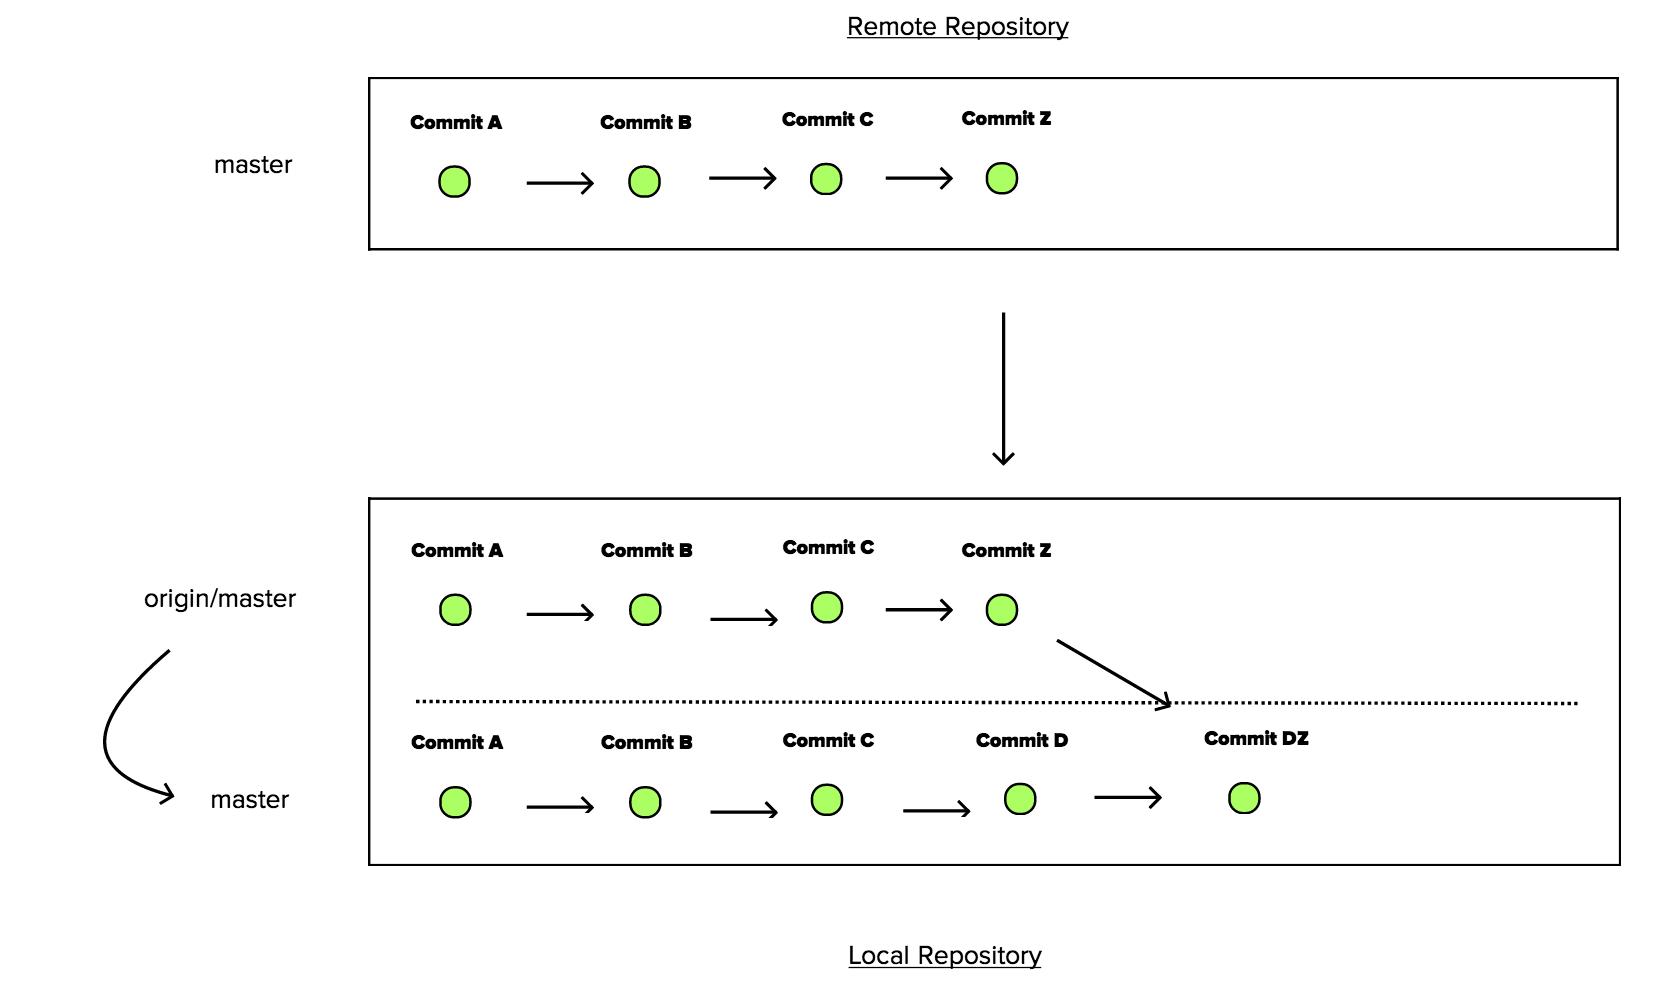 Remote Repository
master
Commit A
Commit B
Commit C
Commit Z
origin/master
Commit A
Commit B
Commit C
Commit Z
master
Commit A
Commit B
Commit C
Commit D
Commit DZ
Local Repository